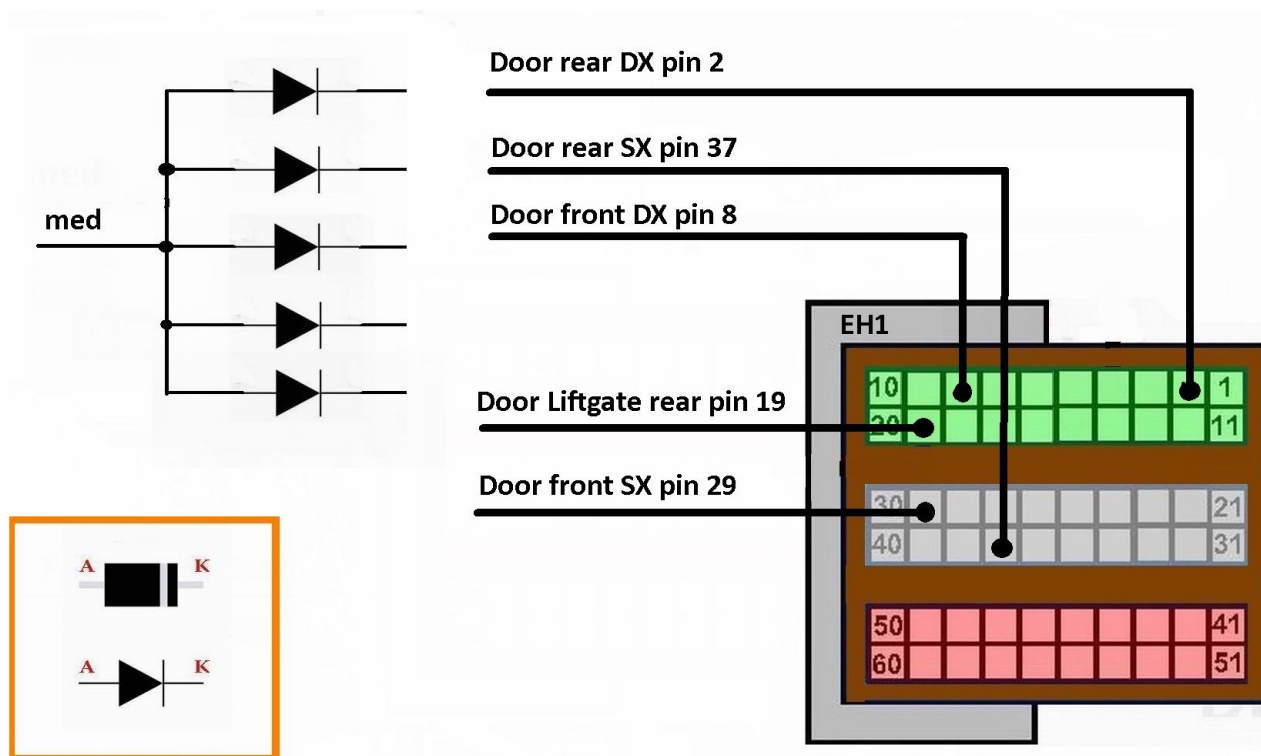 Door rear DX pin 2
Door rear SX pin 37
Door front DX pin 8
med
EH1
10 1
20 11
Door Liftgate rear pin 19
Door front SX pin 29
30 21
40 31
A K
A K
50 41
60 51